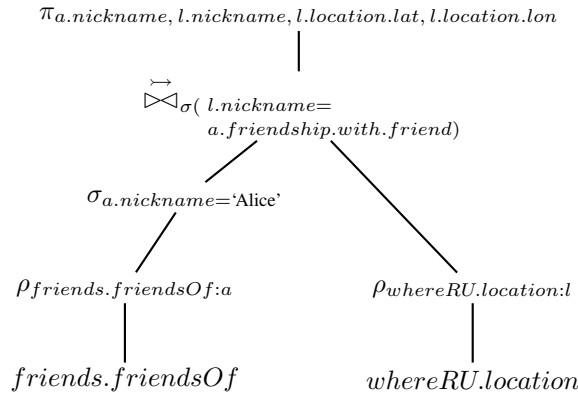 π a.nickname, l.nickname, l.location.lat, l.location.lon
⋈ σ( l.nickname=
a.friendship.with.friend)
σ a.nickname=‘Alice’
ρ friends.friendsOf:a
ρ whereRU.location:l
friends.friendsOf
whereRU.location